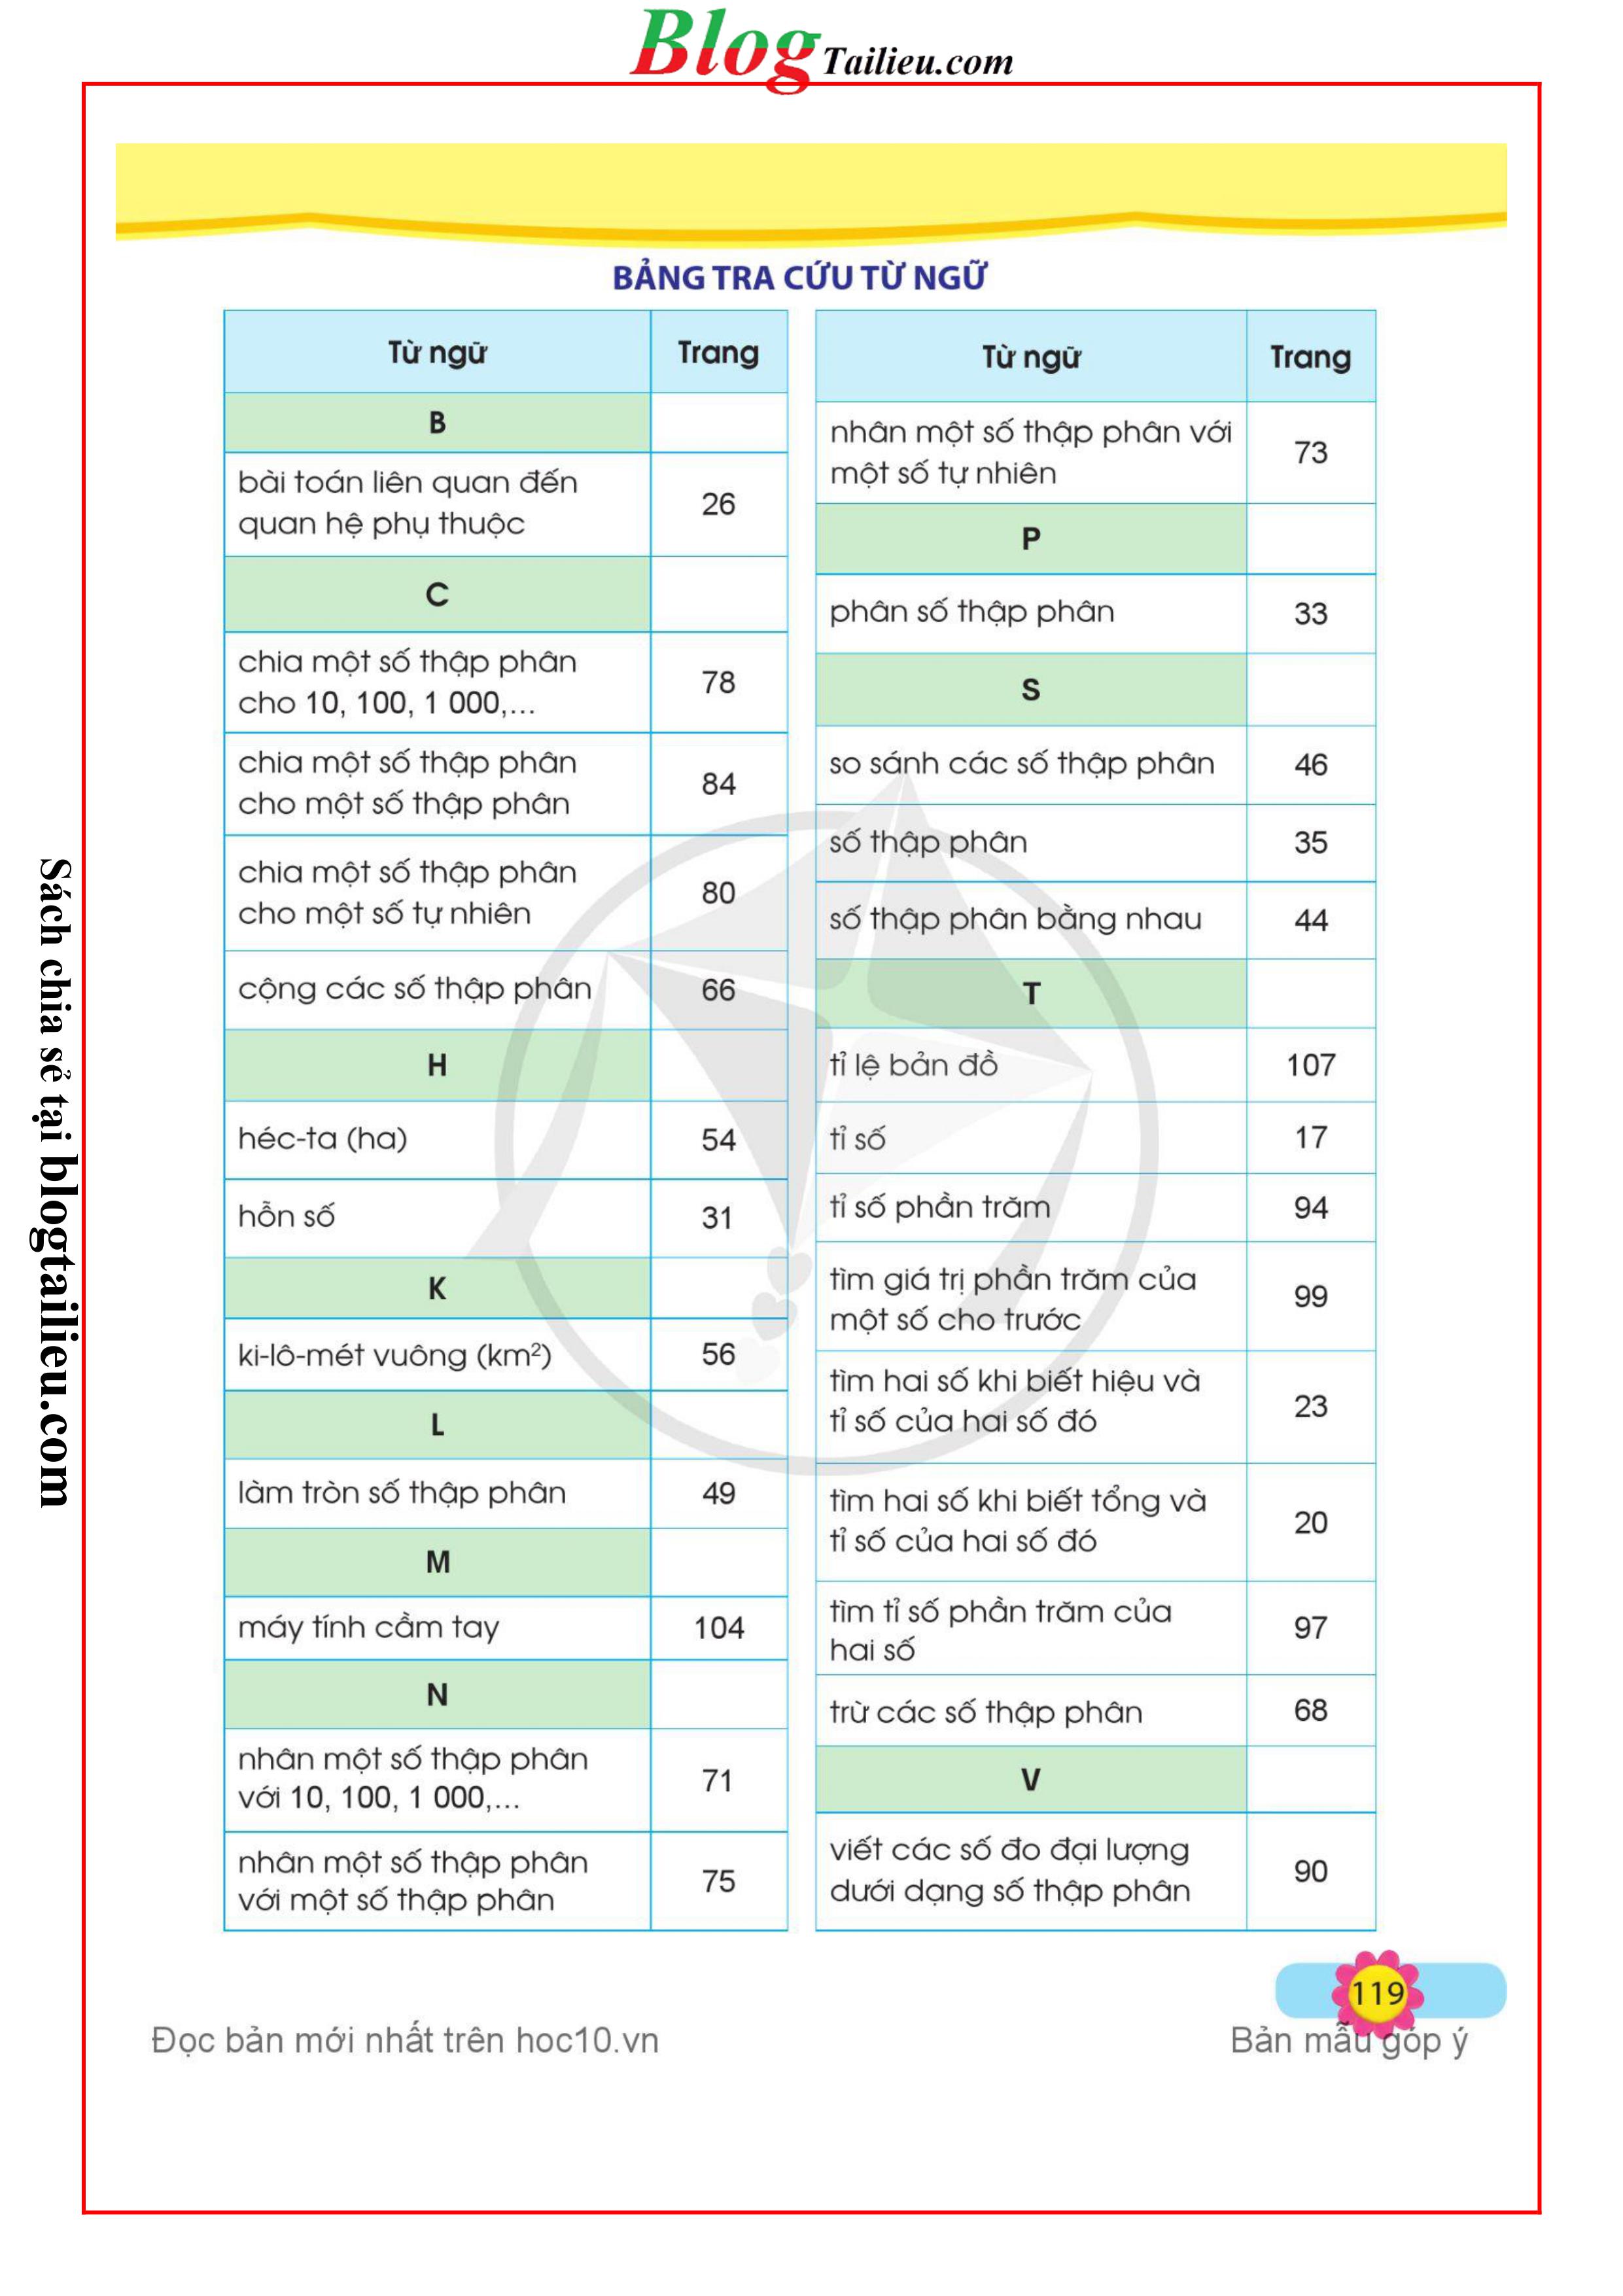 Blog Tailieu.com
BẢNG TRA CỨU TỪ NGỮ
Từ ngữ Trang
B
bài toán liên quan đến
quan hệ phụ thuộc 26
C
chia một số thập phân
cho 10, 100, 1 000,... 78
chia một số thập phân
cho một số thập phân 84
chia một số thập phân
cho một số tự nhiên 80
cộng các số thập phân 66
H
héc-ta (ha) 54
hỗn số 31
K
ki-lô-mét vuông (km²) 56
L
làm tròn số thập phân 49
M
máy tính cầm tay 104
N
nhân một số thập phân
với 10, 100, 1 000,... 71
nhân một số thập phân
với một số thập phân 75
Từ ngữ Trang
nhân một số thập phân với
một số tự nhiên 73
P
phân số thập phân 33
S
so sánh các số thập phân 46
số thập phân 35
số thập phân bằng nhau 44
T
tỉ lệ bản đồ 107
tỉ số 17
tỉ số phần trăm 94
tìm giá trị phần trăm của
một số cho trước 99
tìm hai số khi biết hiệu và
tỉ số của hai số đó 23
tìm hai số khi biết tổng và
tỉ số của hai số đó 20
tìm tỉ số phần trăm của
hai số 97
trừ các số thập phân 68
V
viết các số đo đại lượng
dưới dạng số thập phân 90
119
Đọc bản mới nhất trên hoc10.vn
Bản mẫu góp ý
Sách chia sẻ tại blogtailieu.com